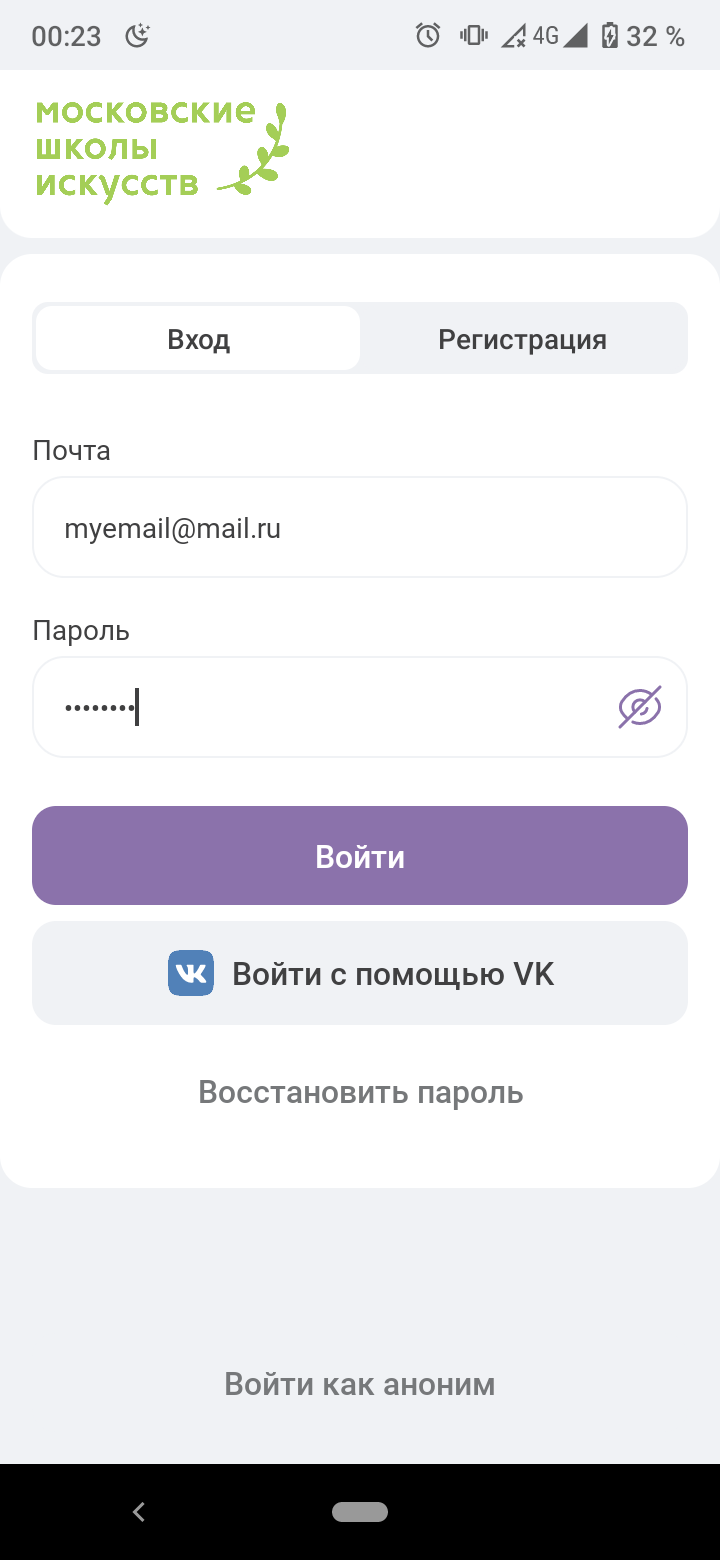 00:23 4G 32 %
московские
школы
искусств
Вход Регистрация
Почта
myemail@mail.ru
Пароль
••••••••
Войти
Войти с помощью VK
Восстановить пароль
Войти как аноним